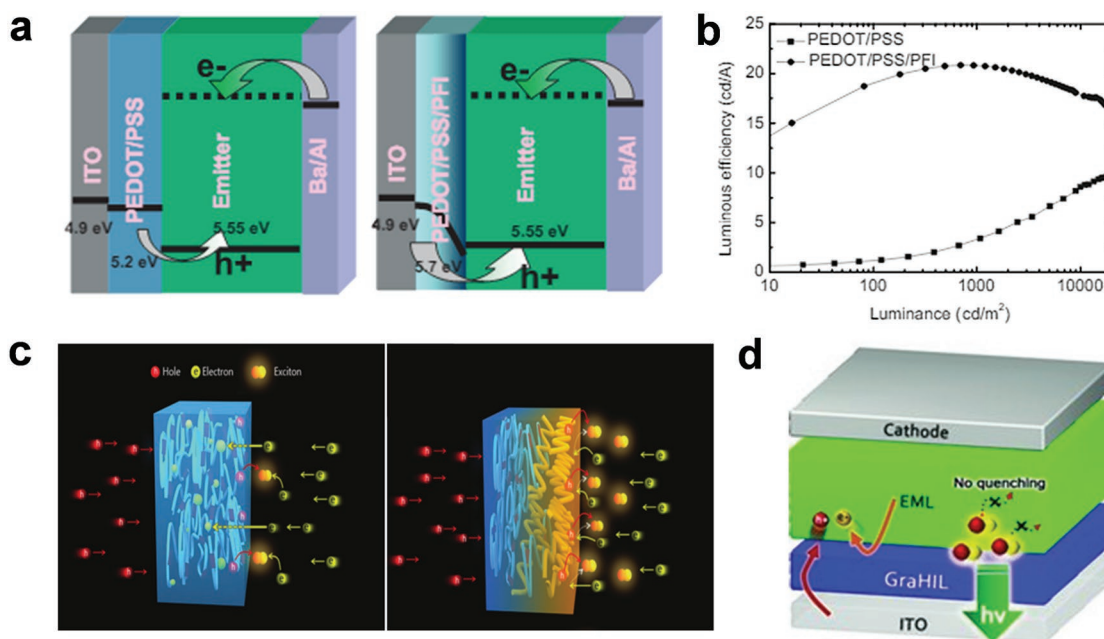 a
ITO
4.9 eV
PEDOT/PSS
5.2 eV
e-
Emitter
5.55 eV
h+
Ba/Al
ITO
4.9 eV
PEDOT/PSS/PFI
5.7 eV
e-
Emitter
5.55 eV
h+
Ba/Al
b
PEDOT/PSS
PEDOT/PSS/PFI
Luminous efficiency (cd/A)
25
20
15
10
5
0
10 100 1000 10000
Luminance (cd/m²)
c
h Hole e Electron Exciton
d
Cathode
No quenching
EML
h+ e-
GraHIL
hν
ITO